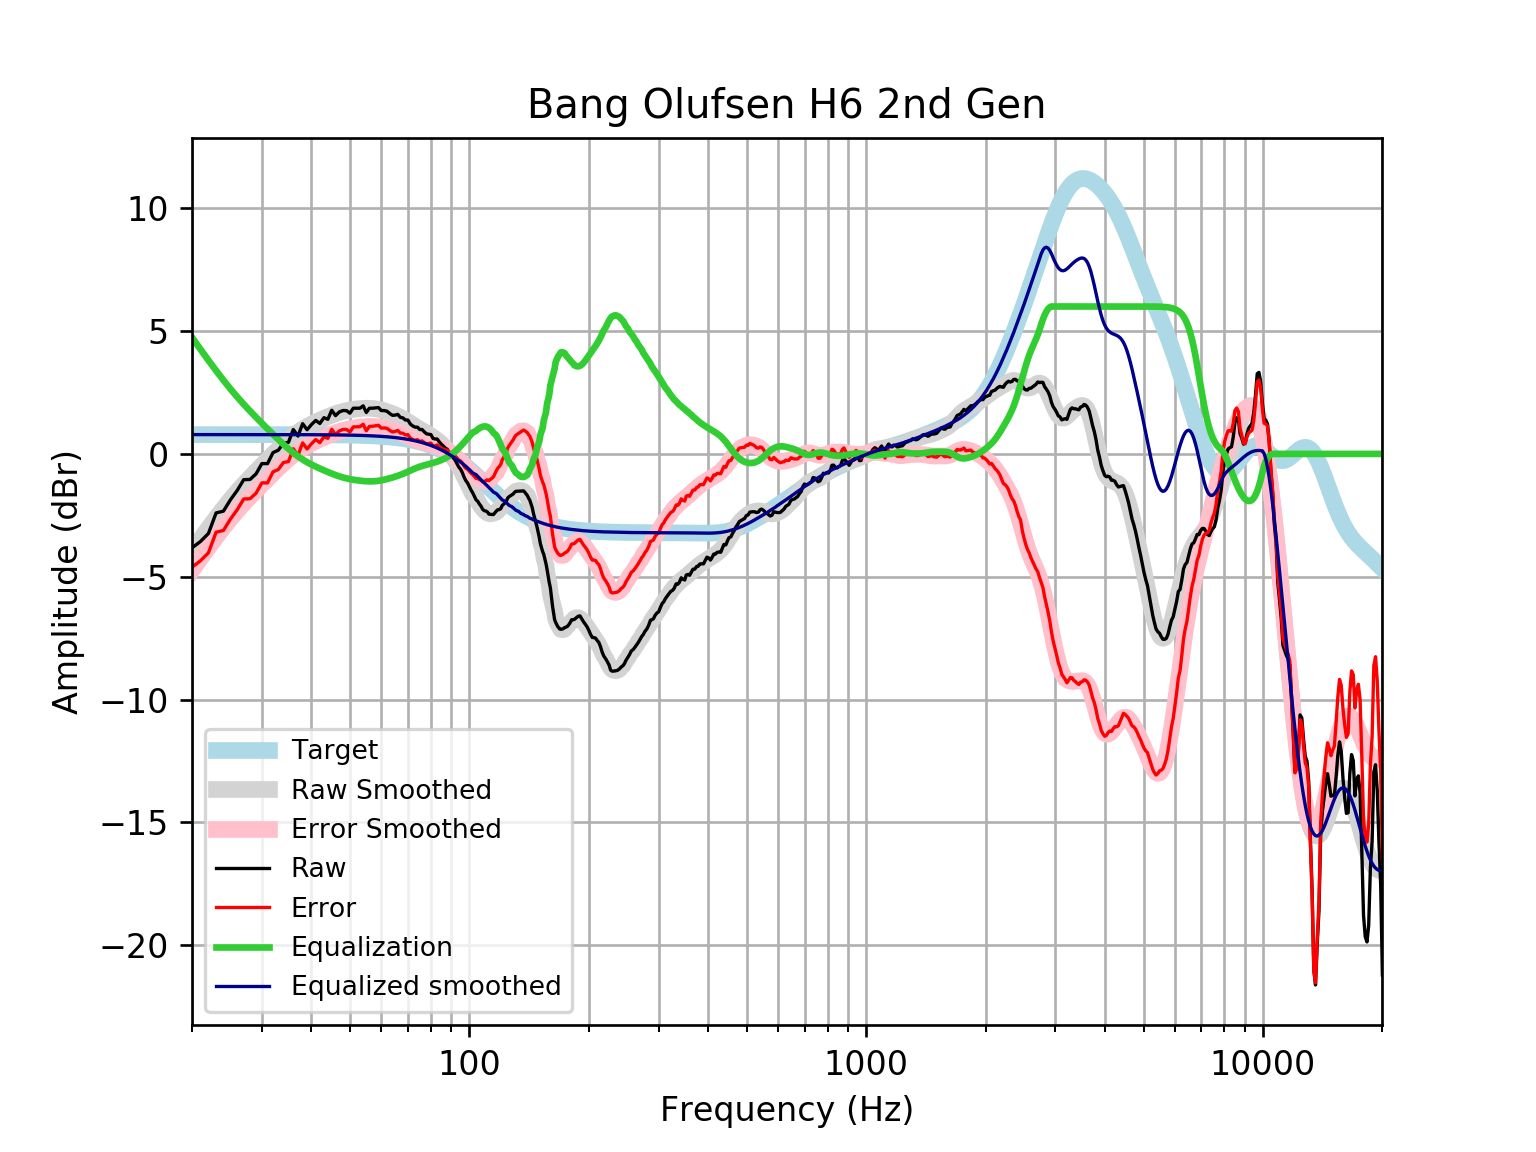 Bang Olufsen H6 2nd Gen
10
5
0
−5
−10
−15
−20
Amplitude (dBr)
Target
Raw Smoothed
Error Smoothed
Raw
Error
Equalization
Equalized smoothed
100
1000
10000
Frequency (Hz)